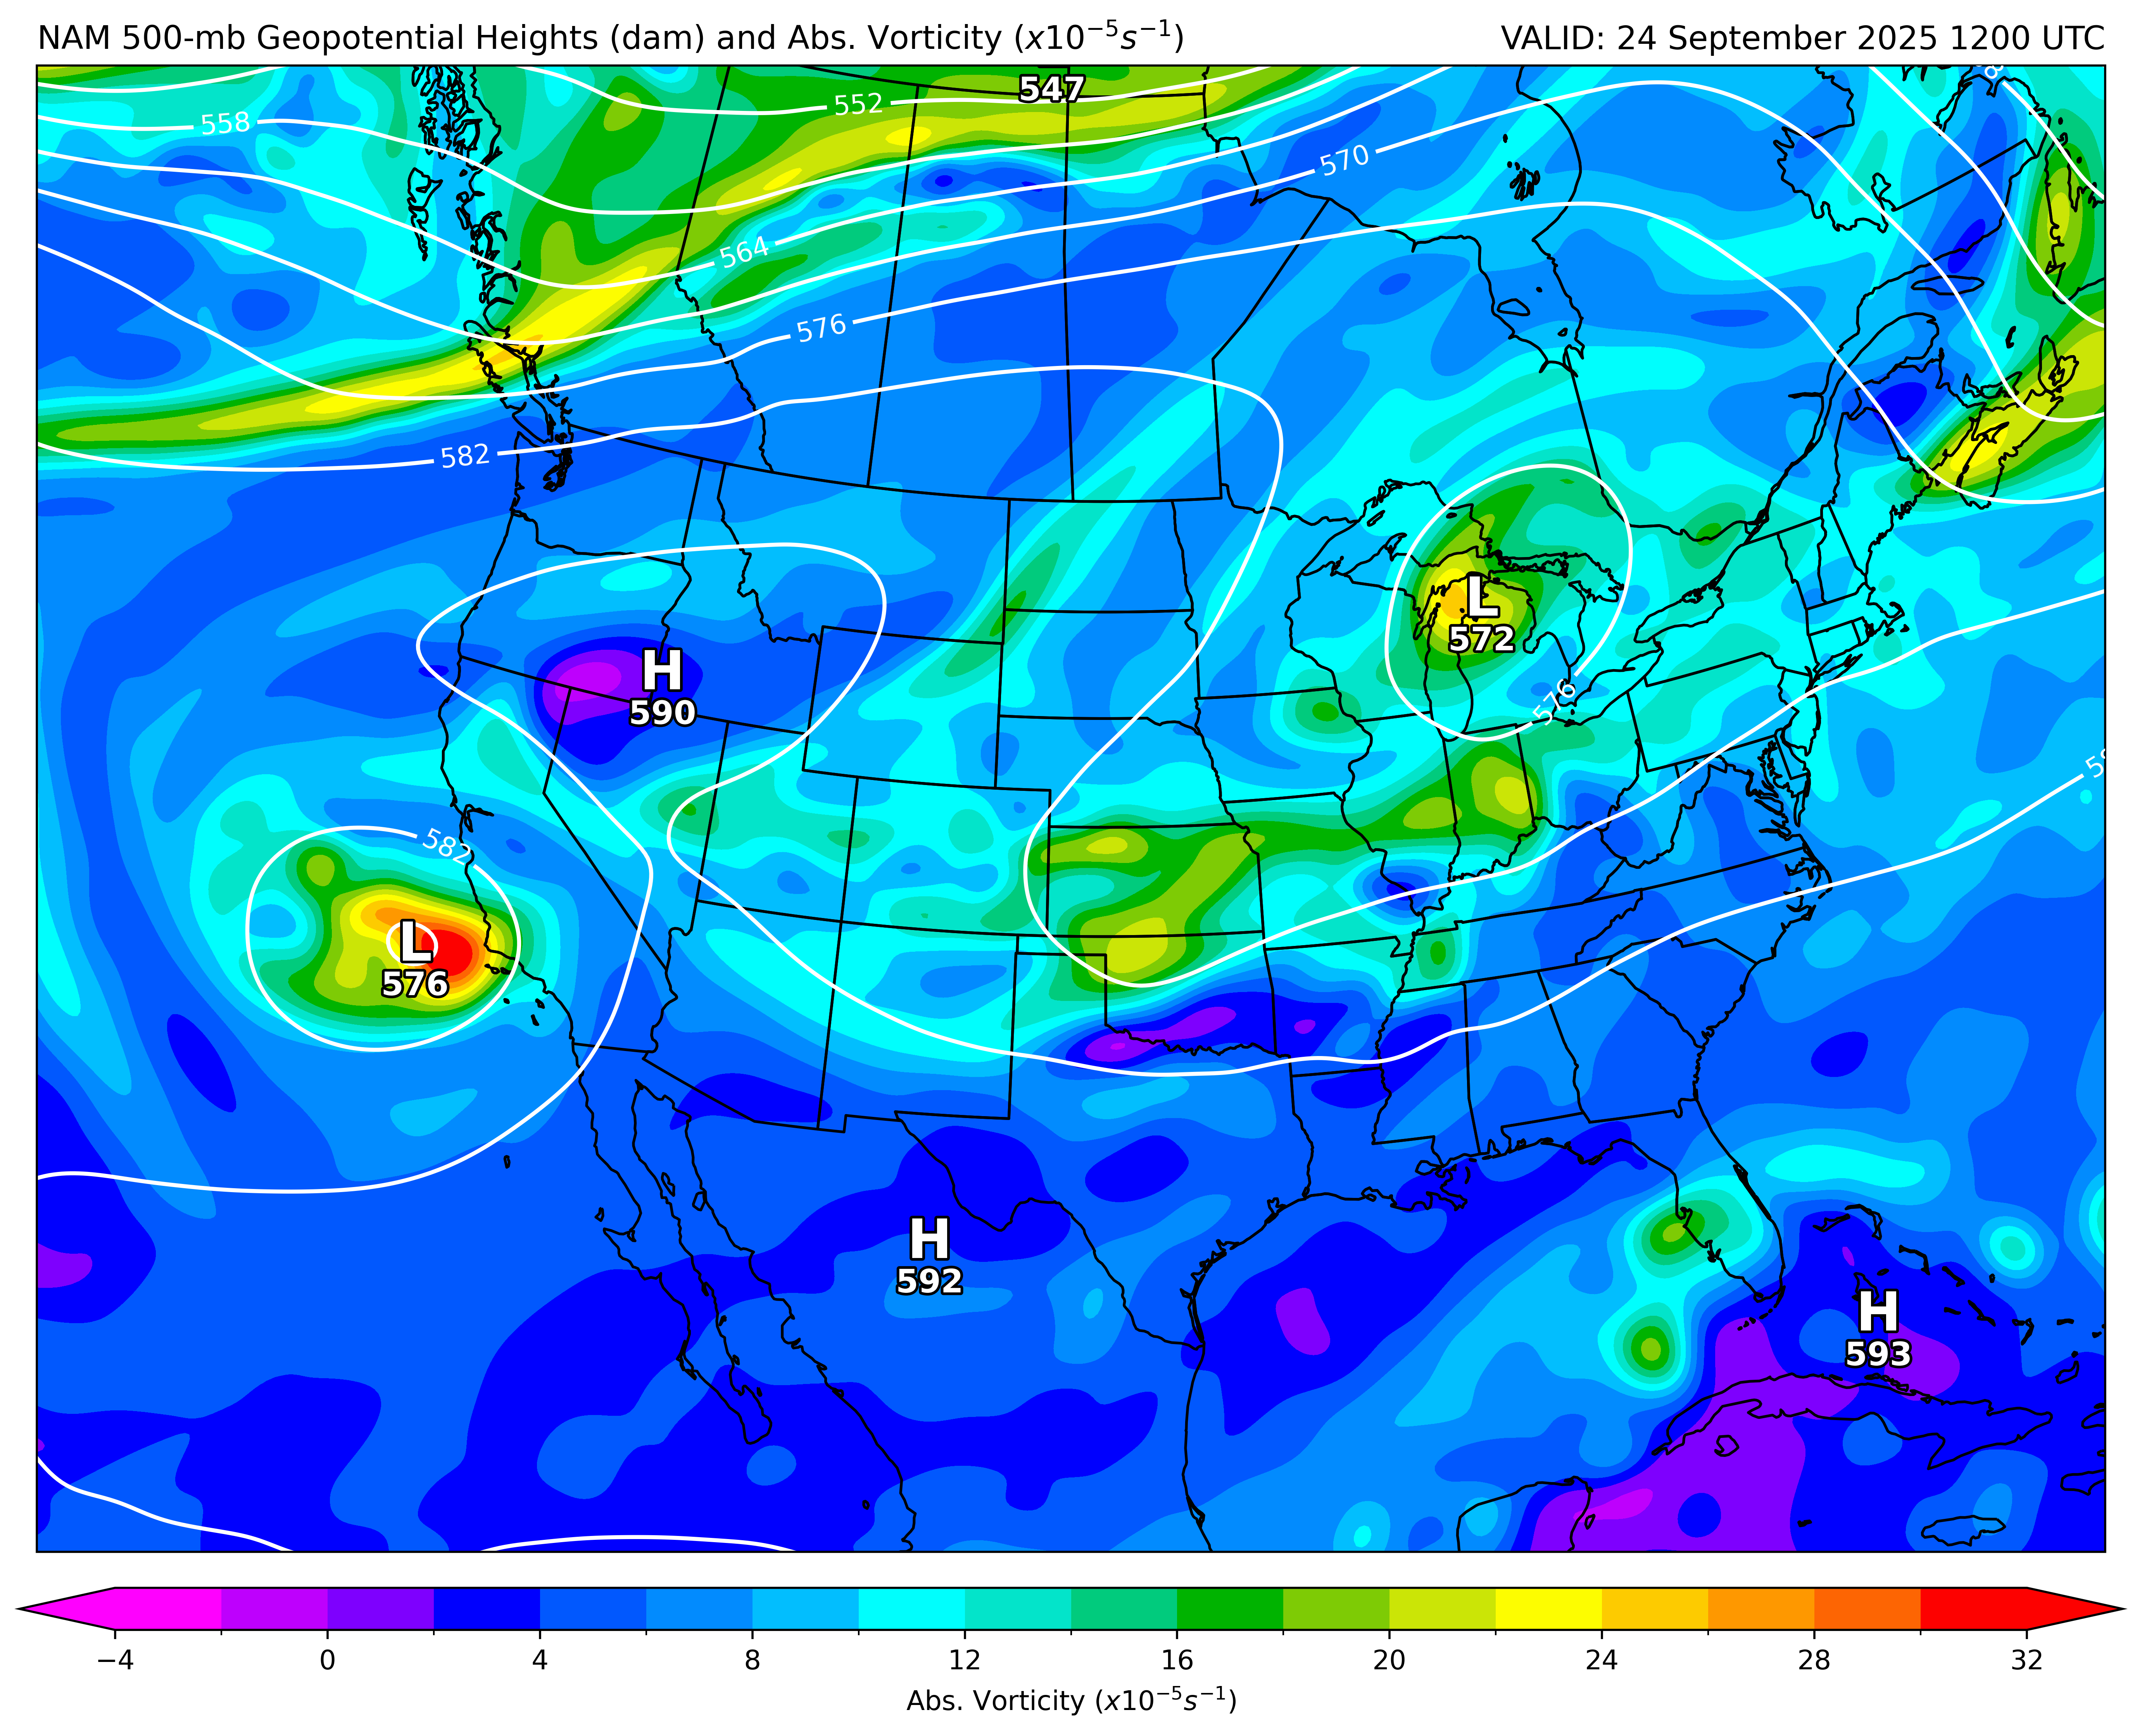 NAM 500-mb Geopotential Heights (dam) and Abs. Vorticity (x10⁻⁵s⁻¹)
VALID: 24 September 2025 1200 UTC
547
552
558
570
564
576
582
L
572
H
590
576
582
L
576
H
592
H
593
−4 0 4 8 12 16 20 24 28 32
Abs. Vorticity (x10⁻⁵s⁻¹)